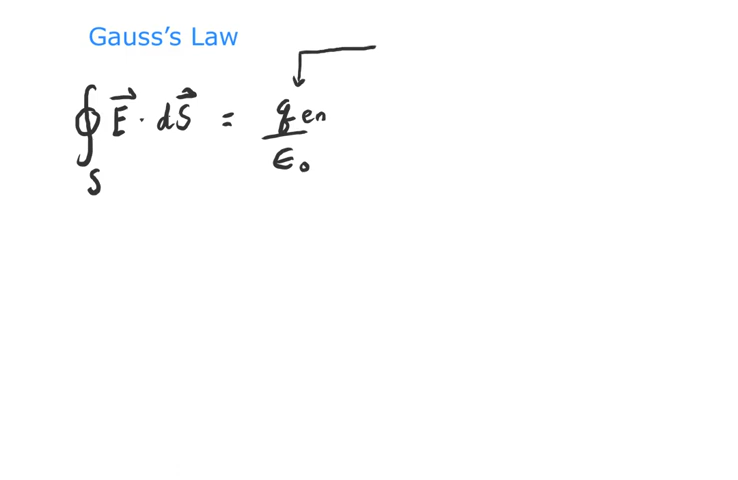 Gauss's Law
∮_S E⃗ · dS⃗ = q_en / ε₀